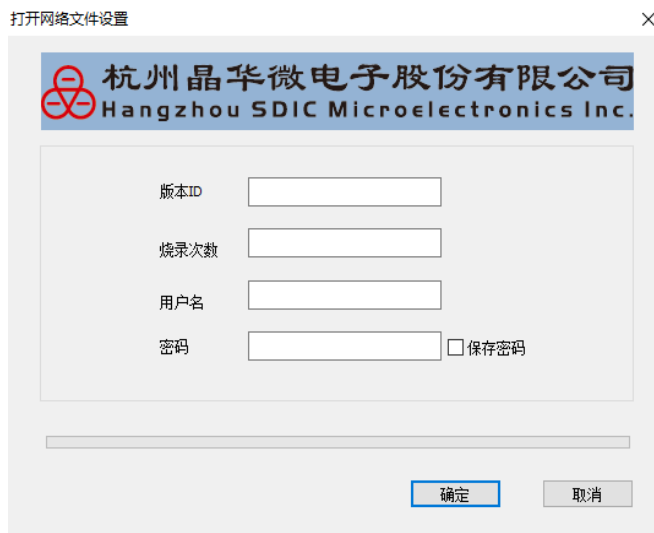 打开网络文件设置
杭州晶华微电子股份有限公司
Hangzhou SDIC Microelectronics Inc.
版本ID
烧录次数
用户名
密码
保存密码
确定
取消